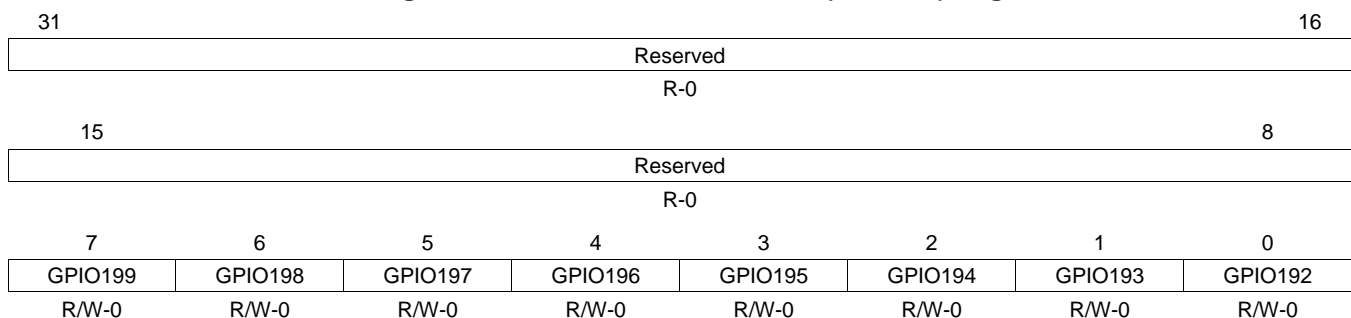 31 16
Reserved
R-0
15 8
Reserved
R-0
7 6 5 4 3 2 1 0
GPIO199 GPIO198 GPIO197 GPIO196 GPIO195 GPIO194 GPIO193 GPIO192
R/W-0 R/W-0 R/W-0 R/W-0 R/W-0 R/W-0 R/W-0 R/W-0